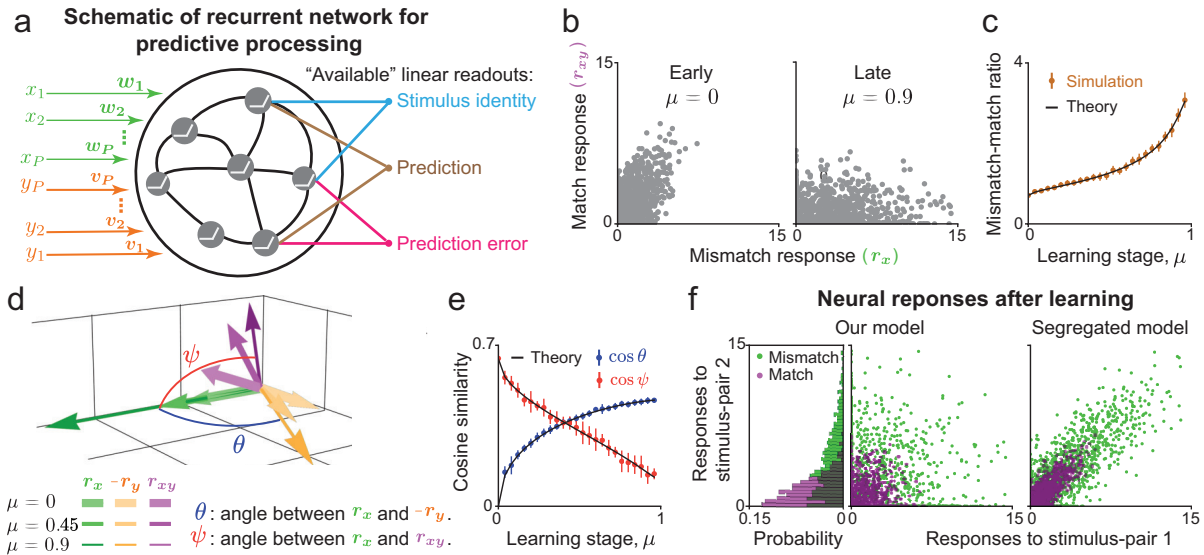 a
Schematic of recurrent network for
predictive processing
x1
x2
xP
yP
y2
y1
w1
w2
wP
vP
v2
v1
"Available" linear readouts:
Stimulus identity
Prediction
Prediction error
b
Match response (rxy)
15
0
Early
μ = 0
Late
μ = 0.9
0
15
0
15
Mismatch response (rx)
c
Mismatch-match ratio
4
0
Simulation
Theory
0
1
Learning stage, μ
d
ψ
θ
rx -ry rxy
μ = 0
μ = 0.45
μ = 0.9
θ: angle between rx and -ry.
ψ: angle between rx and rxy.
e
Cosine similarity
0.7
0
Theory
cos θ
cos ψ
0
1
Learning stage, μ
f
Neural reponses after learning
Our model
Segregated model
Responses to
stimulus-pair 2
15
0
Mismatch
Match
0.15
0
Probability
0
15
0
15
Responses to stimulus-pair 1